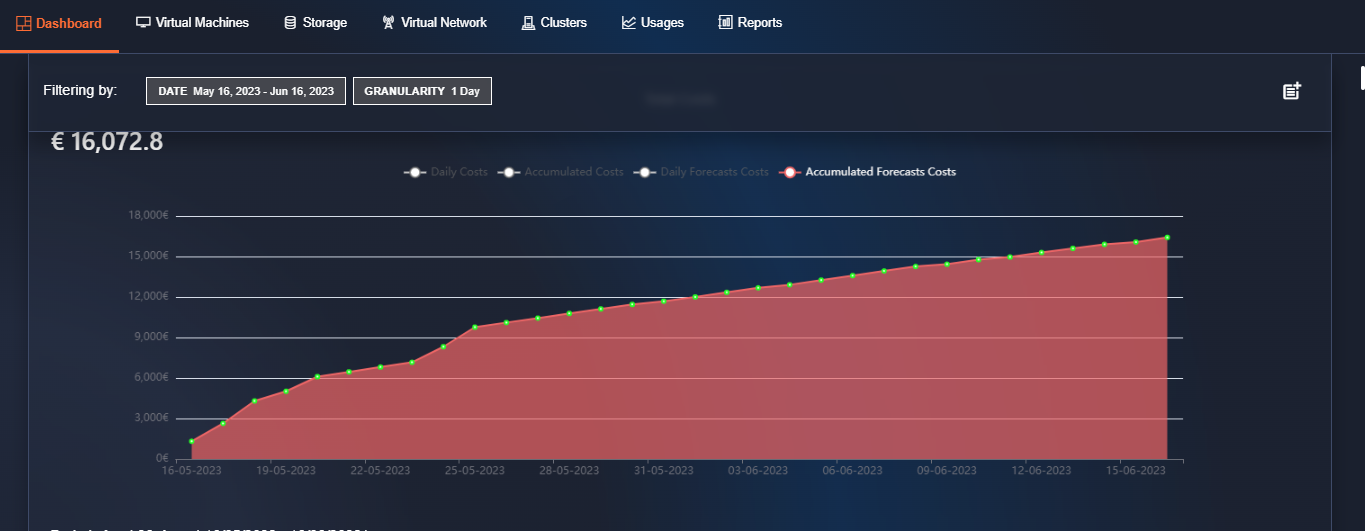 Dashboard Virtual Machines Storage Virtual Network Clusters Usages Reports
Filtering by: DATE May 16, 2023 - Jun 16, 2023 GRANULARITY 1 Day
€ 16,072.8
Daily Costs Accumulated Costs Daily Forecasts Costs Accumulated Forecasts Costs
18,000€
15,000€
12,000€
9,000€
6,000€
3,000€
0€
16-05-2023 19-05-2023 22-05-2023 25-05-2023 28-05-2023 31-05-2023 03-06-2023 06-06-2023 09-06-2023 12-06-2023 15-06-2023